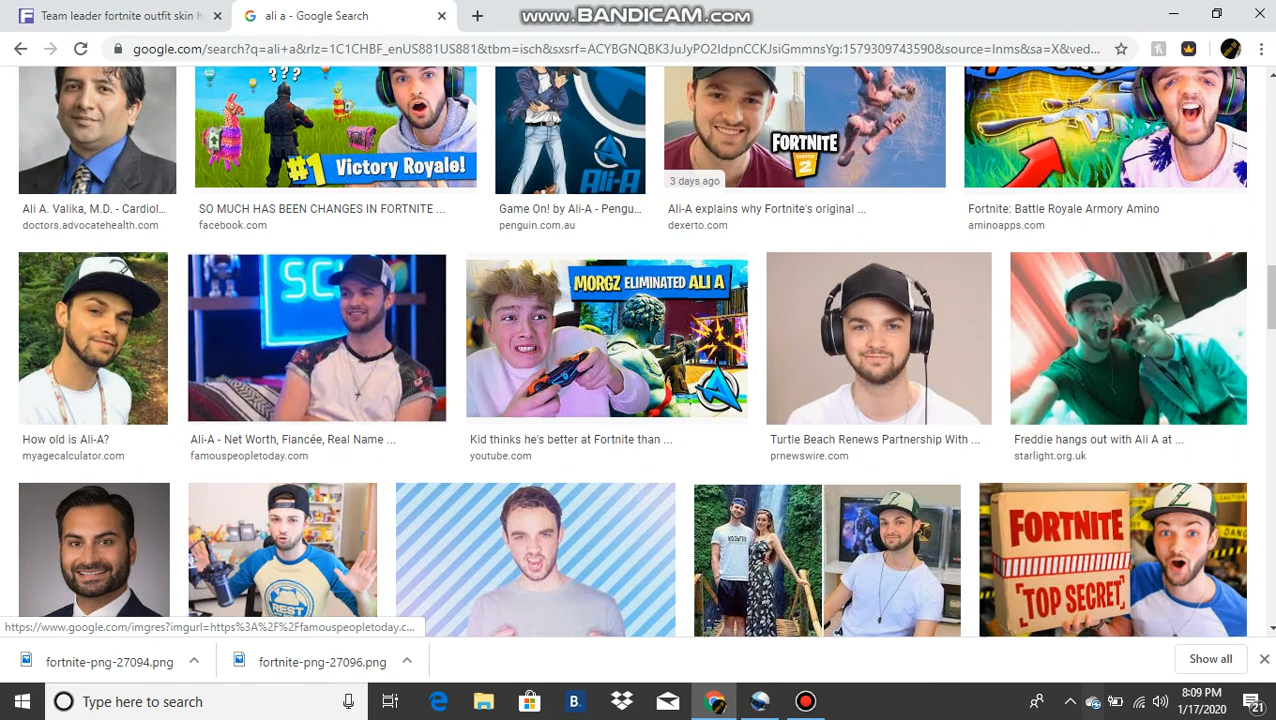 Team leader fortnite outfit skin h
ali a - Google Search
www.BANDICAM.com
google.com/search?q=ali+a&rlz=1C1CHBF_enUS881US881&tbm=isch&sxsrf=ACYBGNQBK3JuJyPO2IdpnCCKJsiGmmnsYg:1579309743590&source=lnms&sa=X&ved...
???
#1 Victory Royale!
Ali-A
FORTNITE
2
3 days ago
Ali A. Valika, M.D. - Cardiol...
doctors.advocatehealth.com
SO MUCH HAS BEEN CHANGES IN FORTNITE ...
facebook.com
Game On! by Ali-A - Pengu...
penguin.com.au
Ali-A explains why Fortnite's original ...
dexerto.com
Fortnite: Battle Royale Armory Amino
aminoapps.com
MORGZ ELIMINATED ALI A
How old is Ali-A?
myagecalculator.com
Ali-A - Net Worth, Fiancée, Real Name ...
famouspeopletoday.com
Kid thinks he's better at Fortnite than ...
youtube.com
Turtle Beach Renews Partnership With ...
prnewswire.com
Freddie hangs out with Ali A at ...
starlight.org.uk
REST
FORTNITE
TOP SECRET
https://www.google.com/imgres?imgurl=https%3A%2F%2Ffamouspeopletoday.c...
fortnite-png-27094.png
fortnite-png-27096.png
Show all
Type here to search
B.
8:09 PM
1/17/2020
21